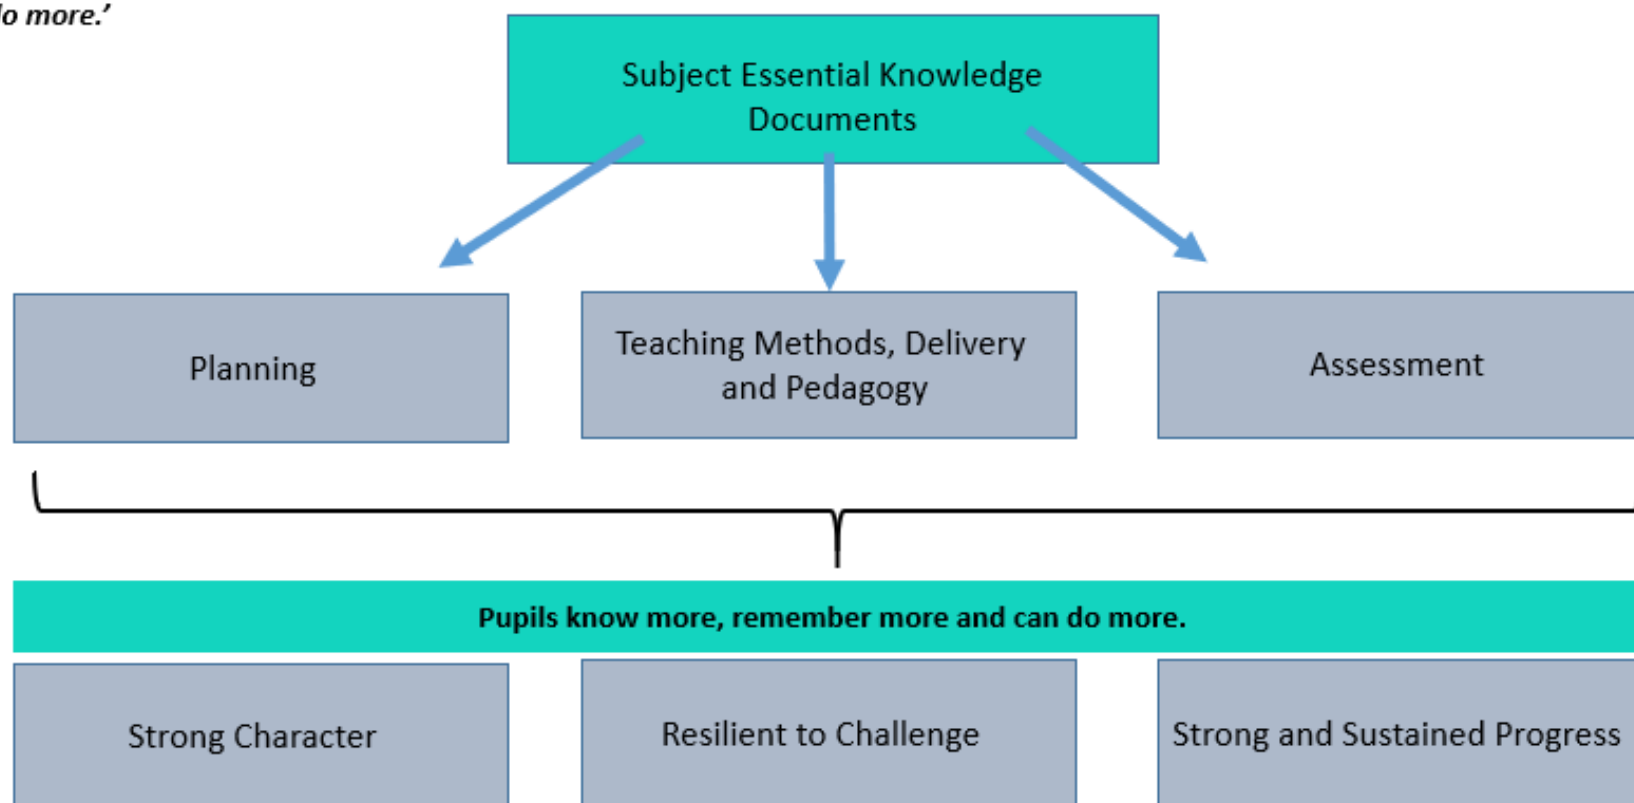 do more.’
Subject Essential Knowledge
Documents
Planning
Teaching Methods, Delivery
and Pedagogy
Assessment
Pupils know more, remember more and can do more.
Strong Character
Resilient to Challenge
Strong and Sustained Progress